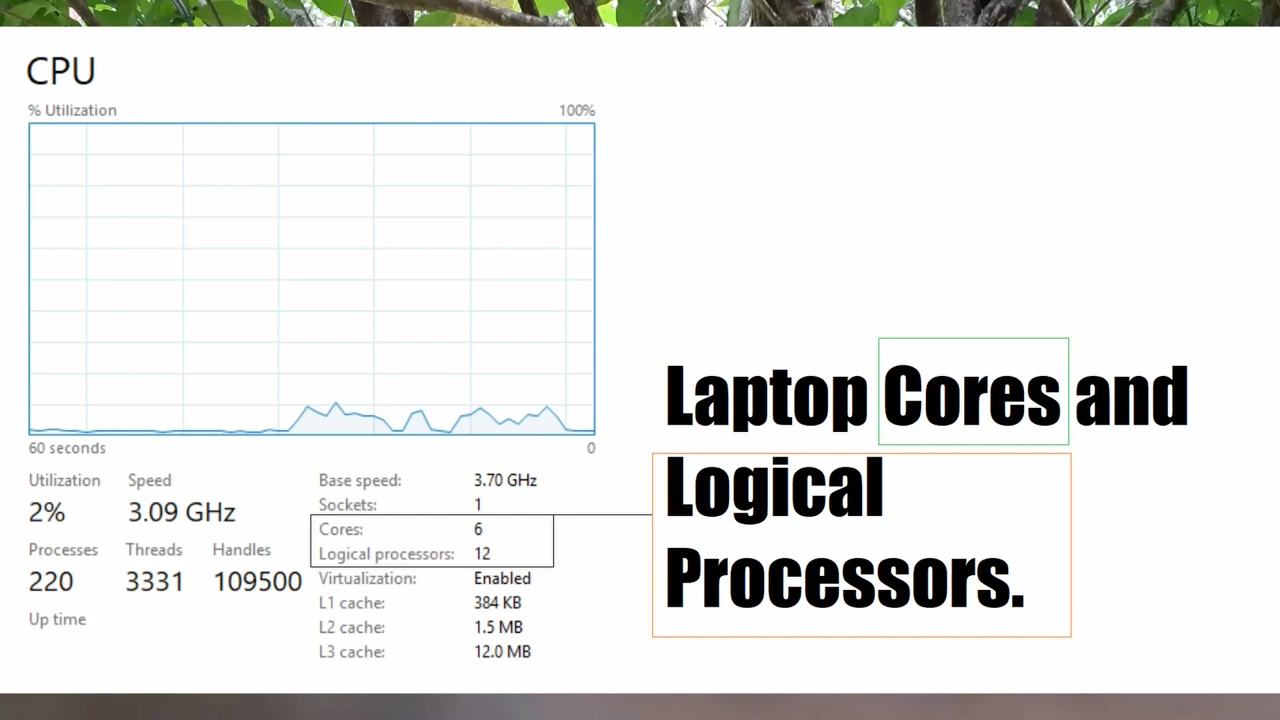 CPU
% Utilization 100%
60 seconds 0
Utilization Speed
2% 3.09 GHz
Processes Threads Handles
220 3331 109500
Up time
Base speed: 3.70 GHz
Sockets: 1
Cores: 6
Logical processors: 12
Virtualization: Enabled
L1 cache: 384 KB
L2 cache: 1.5 MB
L3 cache: 12.0 MB
Laptop Cores and
Logical
Processors.